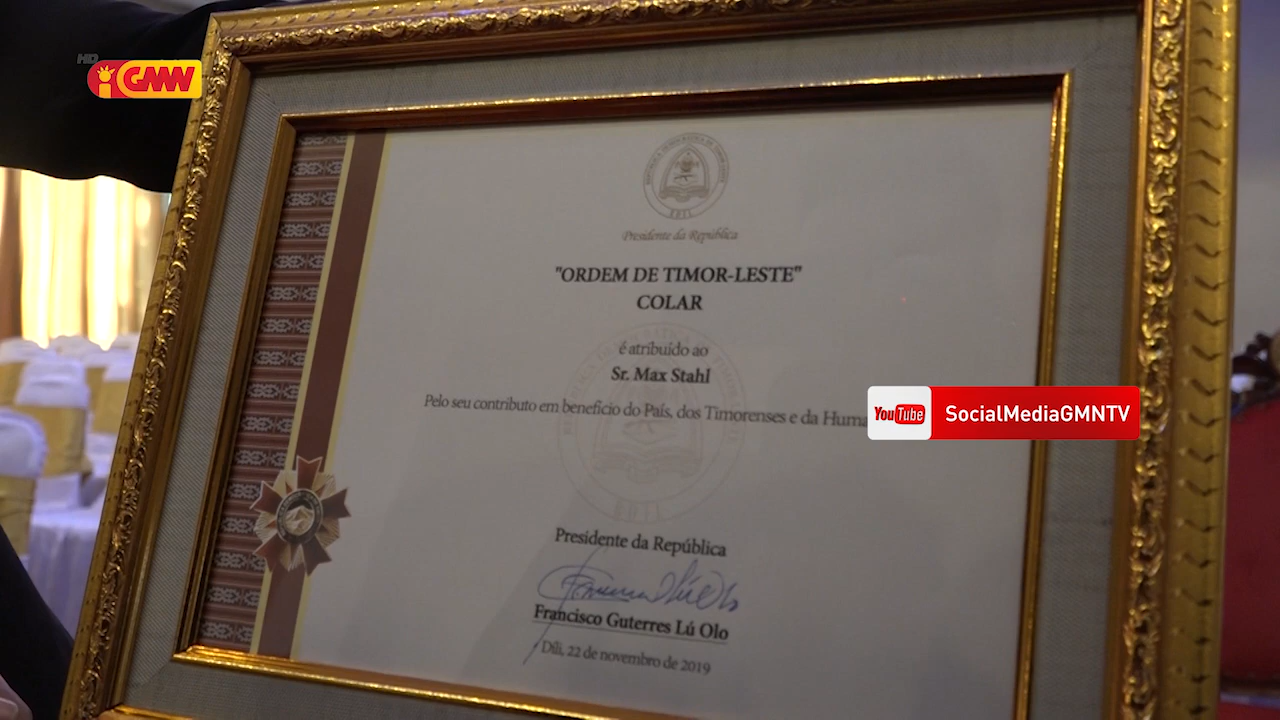 HD
GMN
Presidente da República
"ORDEM DE TIMOR-LESTE"
COLAR
é atribuído ao
Sr. Max Stahl
Pelo seu contributo em benefício do País, dos Timorenses e da
YouTube
SocialMediaGMNTV
Presidente da República
Francisco Guterres Lú Olo
Díli, 22 de novembro de 2019